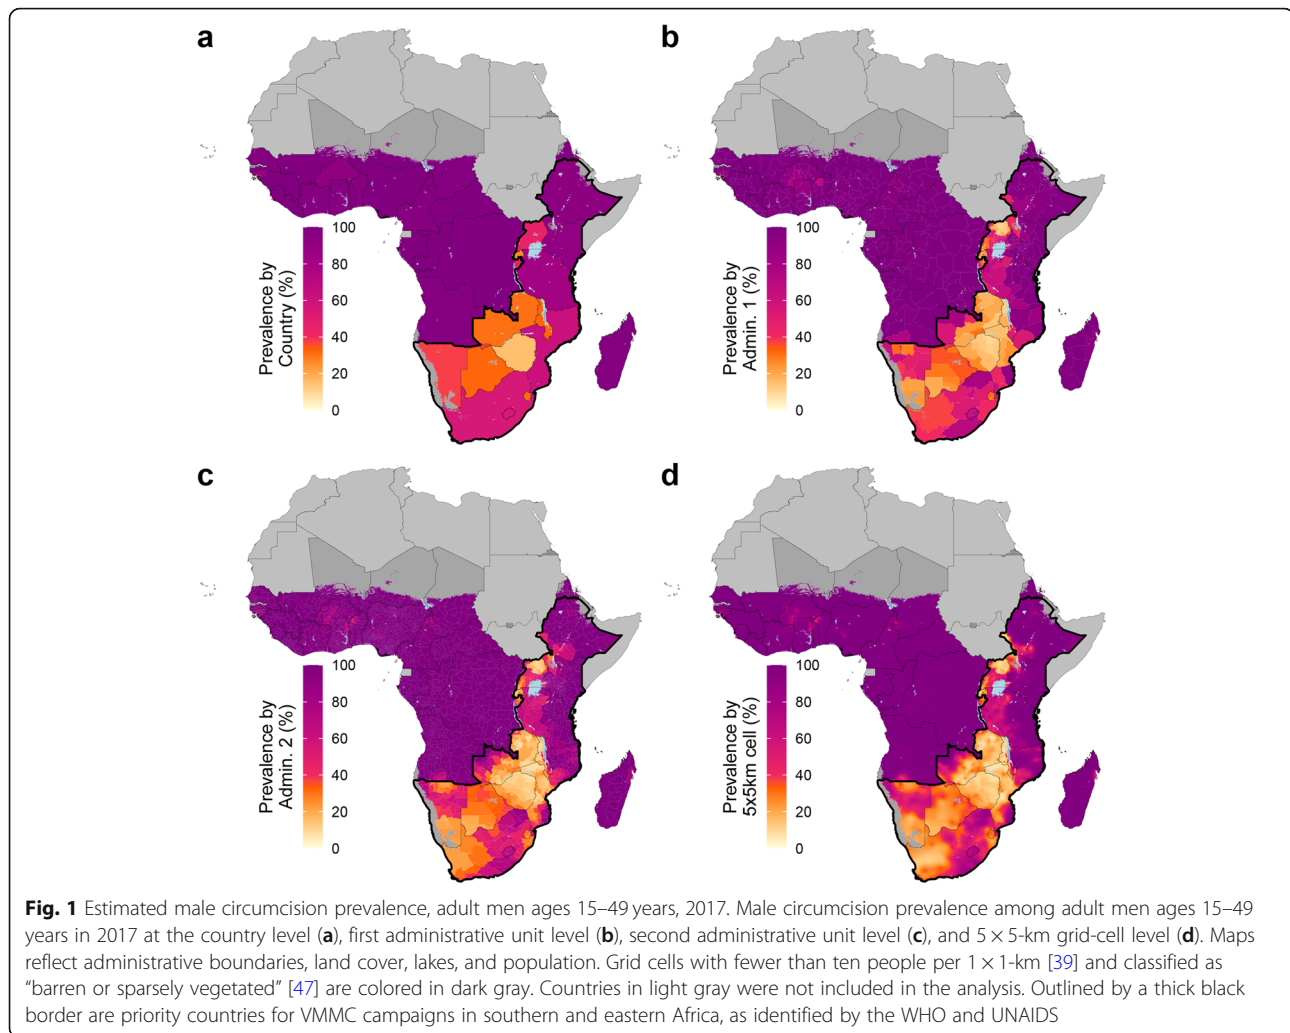 a
b
Prevalence by
Country (%)
100
80
60
40
20
0
Prevalence by
Admin. 1 (%)
100
80
60
40
20
0
c
d
Prevalence by
Admin. 2 (%)
100
80
60
40
20
0
Prevalence by
5x5km cell (%)
100
80
60
40
20
0
Fig. 1 Estimated male circumcision prevalence, adult men ages 15–49 years, 2017. Male circumcision prevalence among adult men ages 15–49
years in 2017 at the country level (a), first administrative unit level (b), second administrative unit level (c), and 5 × 5-km grid-cell level (d). Maps
reflect administrative boundaries, land cover, lakes, and population. Grid cells with fewer than ten people per 1 × 1-km [39] and classified as
“barren or sparsely vegetated” [47] are colored in dark gray. Countries in light gray were not included in the analysis. Outlined by a thick black
border are priority countries for VMMC campaigns in southern and eastern Africa, as identified by the WHO and UNAIDS